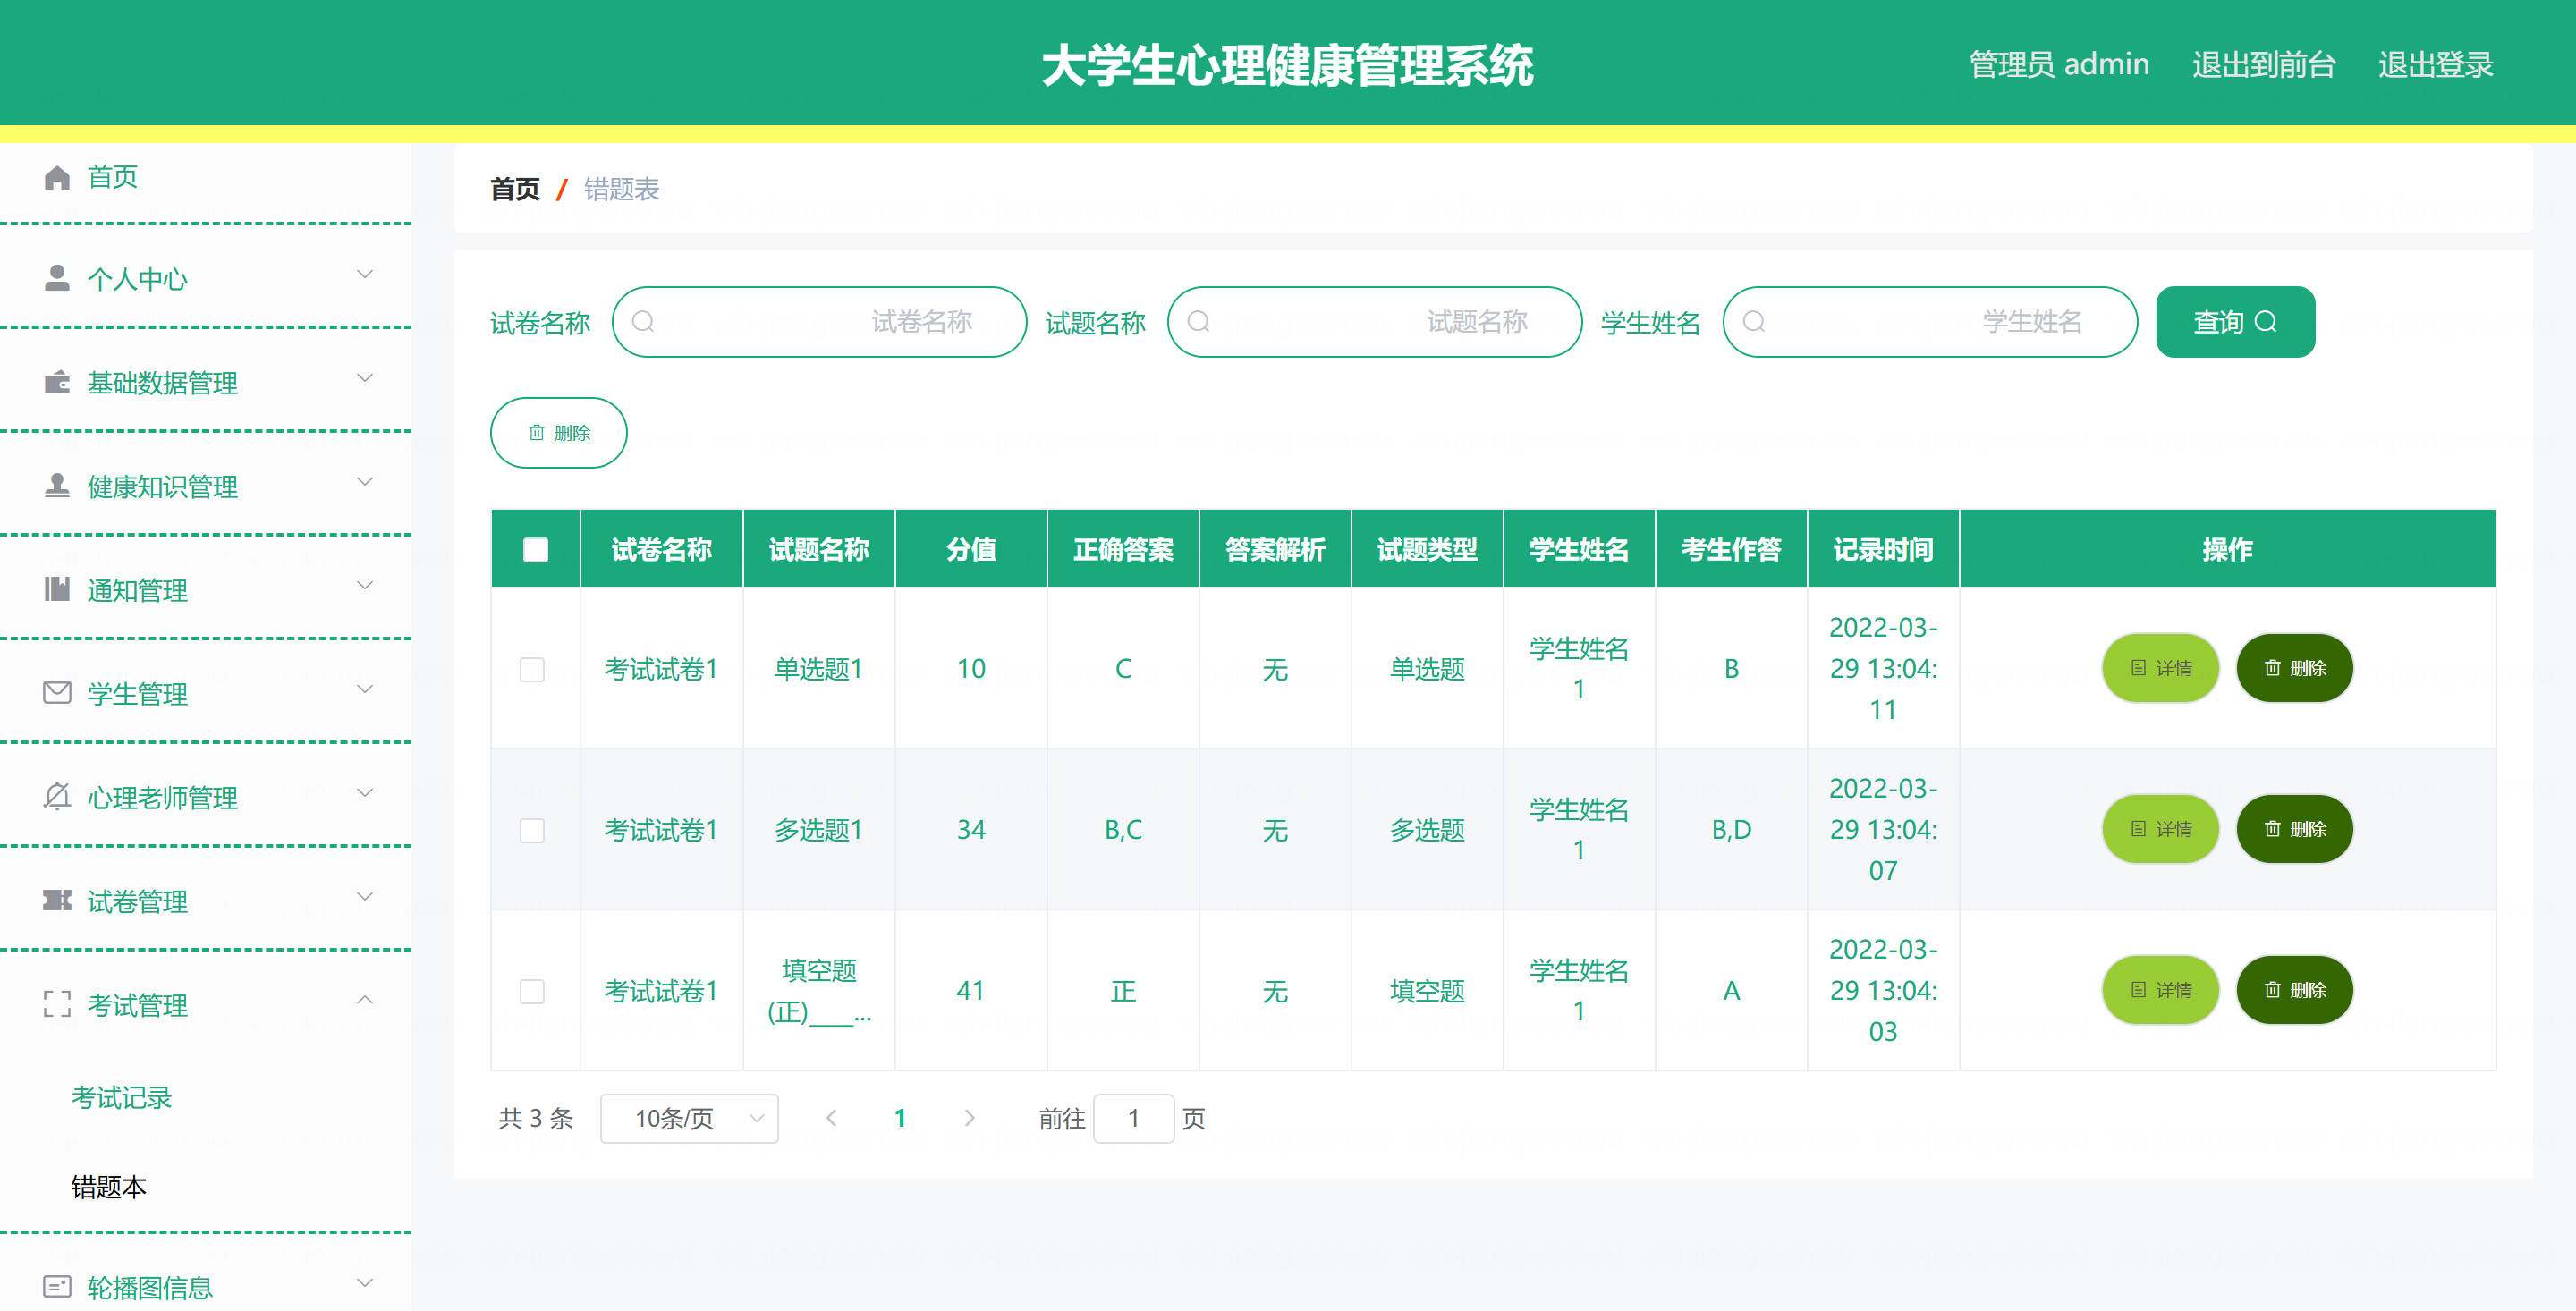 大学生心理健康管理系统
管理员 admin 退出到前台 退出登录
首页
个人中心
基础数据管理
健康知识管理
通知管理
学生管理
心理老师管理
试卷管理
考试管理
考试记录
错题本
轮播图信息
首页 / 错题表
试卷名称 试卷名称 试题名称 试题名称 学生姓名 学生姓名 查询
删除
试卷名称 试题名称 分值 正确答案 答案解析 试题类型 学生姓名 考生作答 记录时间 操作
考试试卷1 单选题1 10 C 无 单选题 学生姓名1 B 2022-03-29 13:04:11 详情 删除
考试试卷1 多选题1 34 B,C 无 多选题 学生姓名1 B,D 2022-03-29 13:04:07 详情 删除
考试试卷1 填空题(正)____... 41 正 无 填空题 学生姓名1 A 2022-03-29 13:04:03 详情 删除
共 3 条 10条/页 1 前往 1 页